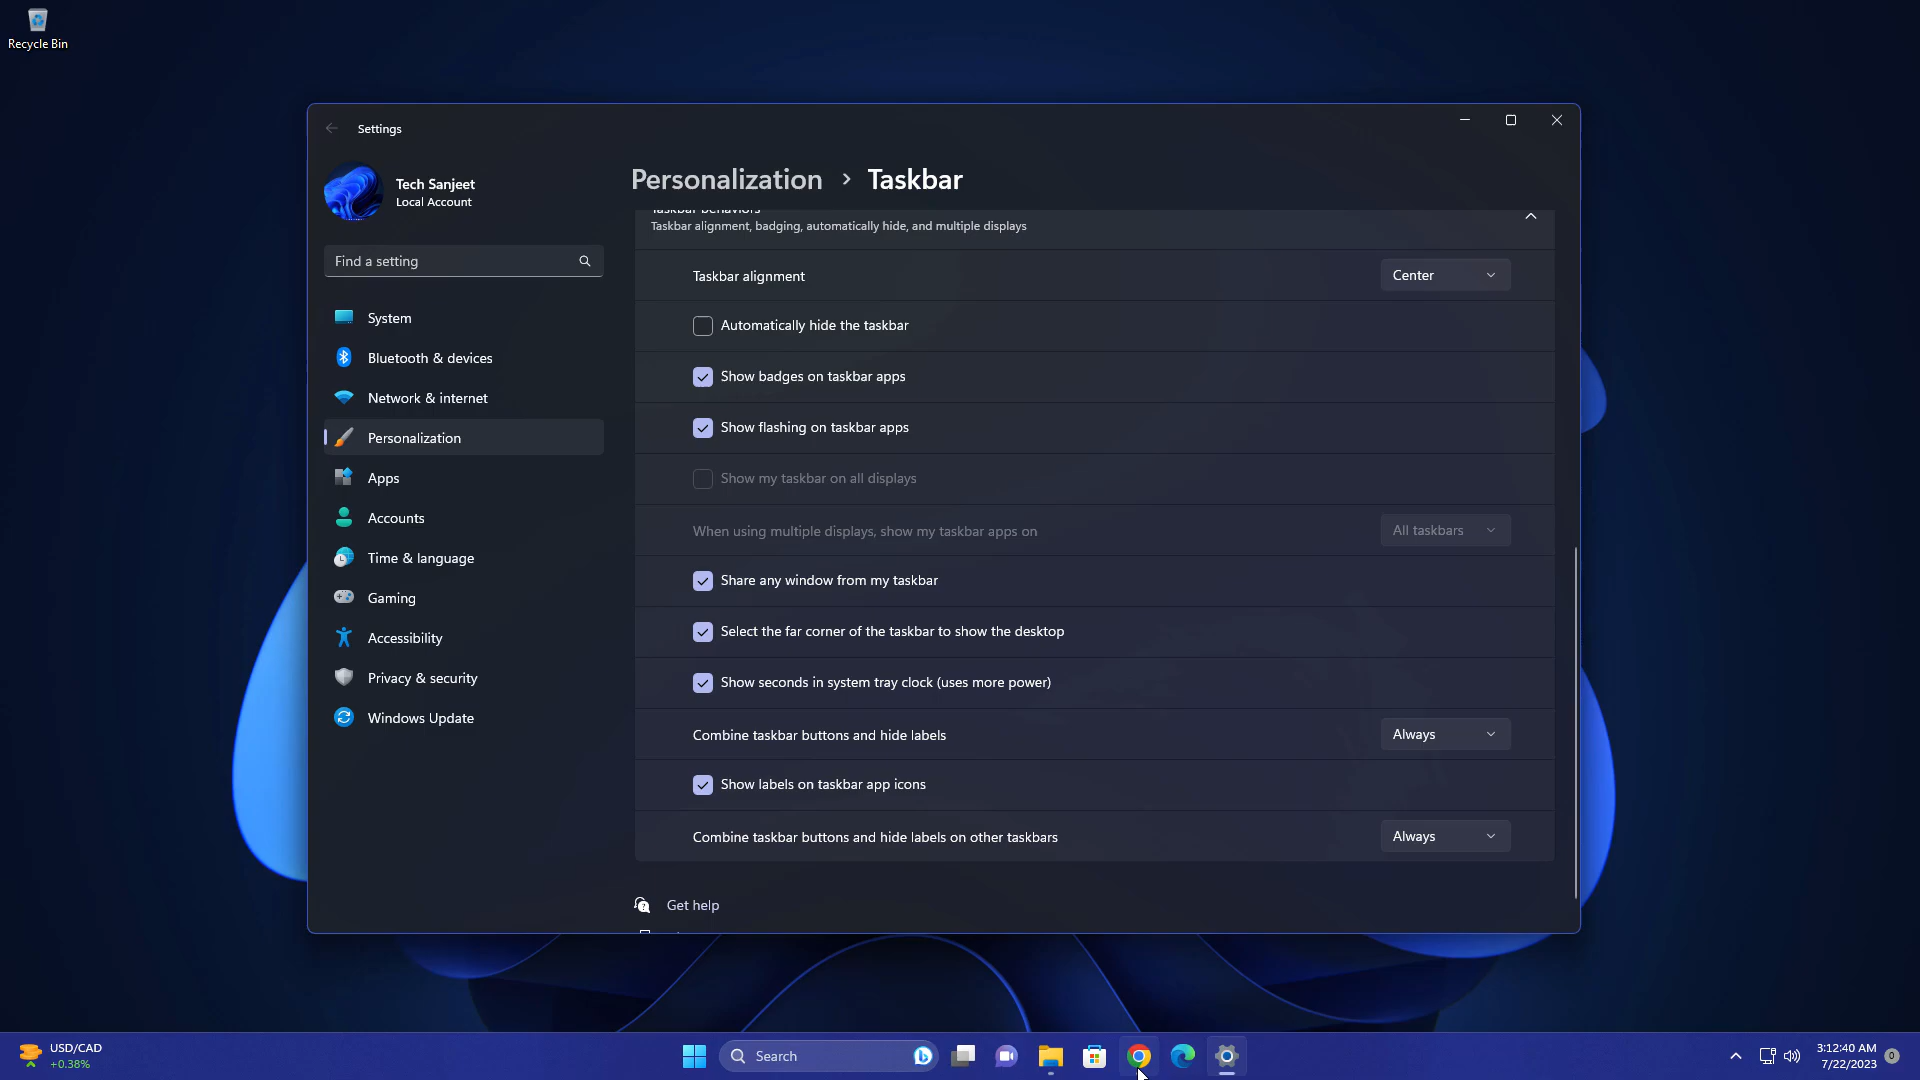 Recycle Bin
Settings
Tech Sanjeet
Local Account
Find a setting
System
Bluetooth & devices
Network & internet
Personalization
Apps
Accounts
Time & language
Gaming
Accessibility
Privacy & security
Windows Update
Personalization > Taskbar
Taskbar behaviors
Taskbar alignment, badging, automatically hide, and multiple displays
Taskbar alignment Center
Automatically hide the taskbar
Show badges on taskbar apps
Show flashing on taskbar apps
Show my taskbar on all displays
When using multiple displays, show my taskbar apps on All taskbars
Share any window from my taskbar
Select the far corner of the taskbar to show the desktop
Show seconds in system tray clock (uses more power)
Combine taskbar buttons and hide labels Always
Show labels on taskbar app icons
Combine taskbar buttons and hide labels on other taskbars Always
Get help
USD/CAD
+0.38%
Search
3:12:40 AM
7/22/2023
0